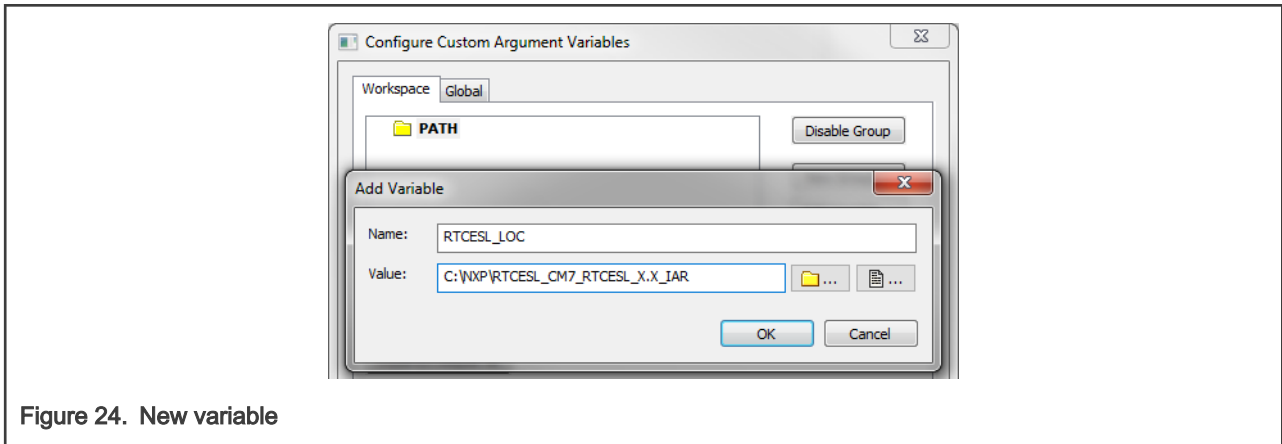 Configure Custom Argument Variables
Workspace Global
PATH
Disable Group
Add Variable
Name: RTCESL_LOC
Value: C:\NXP\RTCESL_CM7_RTCESL_X.X_IAR ... ...
OK Cancel
Figure 24. New variable